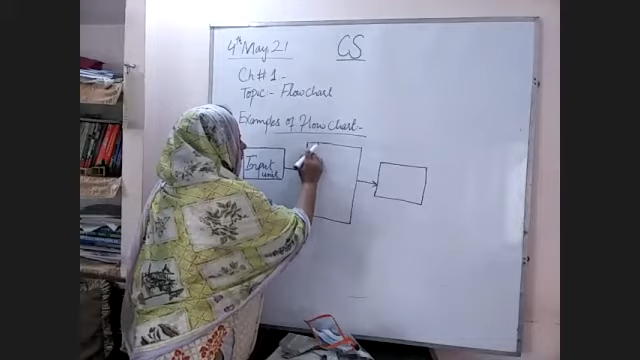 4th May, 21
CS
Ch # 1 -
Topic:- Flowchart
Examples of Flow chart:-
Input
unit